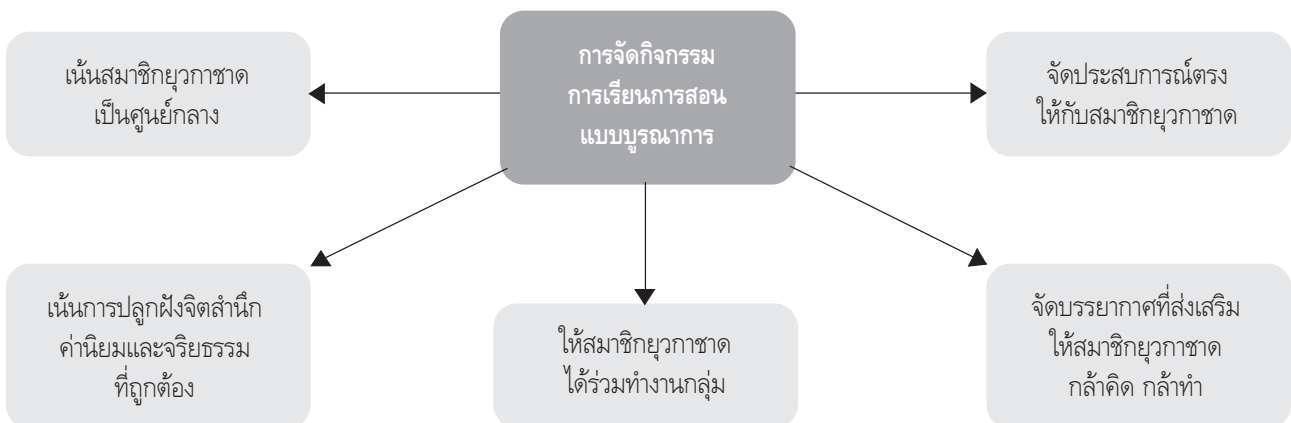 การจัดกิจกรรม
การเรียนการสอน
แบบบูรณาการ
เน้นสมาชิกยุวกาชาด
เป็นศูนย์กลาง
จัดประสบการณ์ตรง
ให้กับสมาชิกยุวกาชาด
เน้นการปลูกฝังจิตสำนึก
ค่านิยมและจริยธรรม
ที่ถูกต้อง
ให้สมาชิกยุวกาชาด
ได้ร่วมทำงานกลุ่ม
จัดบรรยากาศที่ส่งเสริม
ให้สมาชิกยุวกาชาด
กล้าคิด กล้าทำ